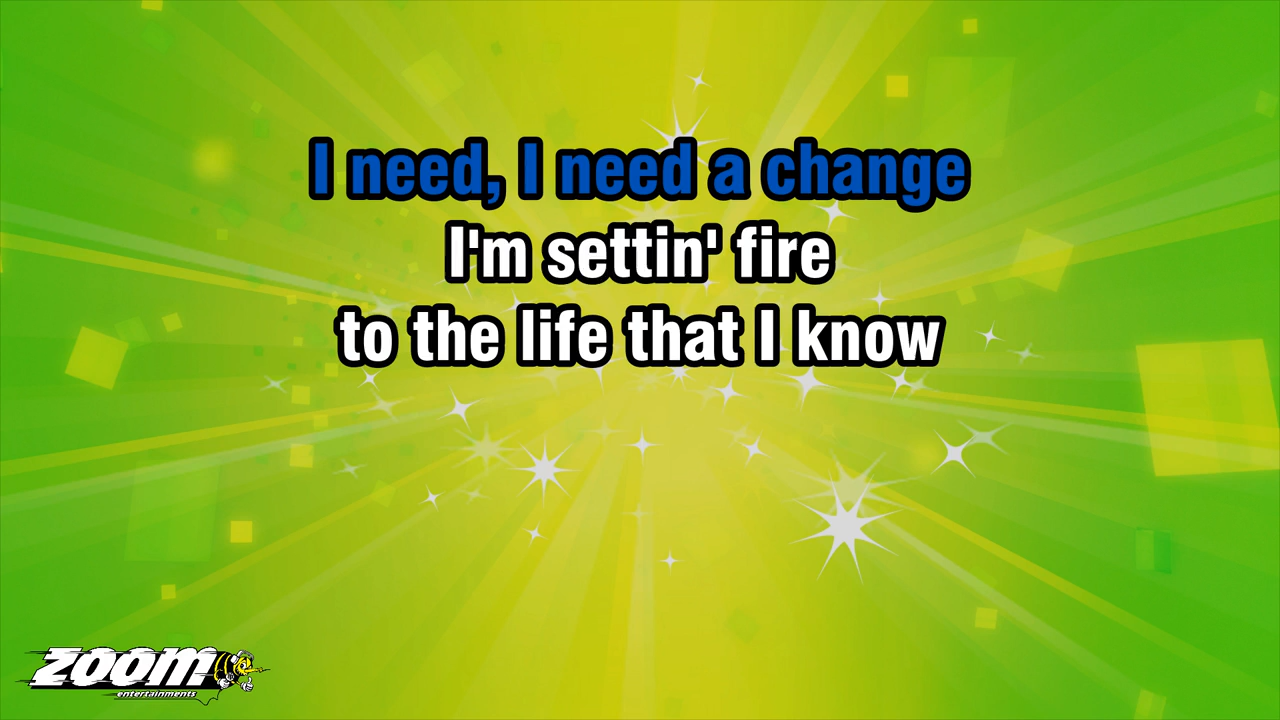 I need, I need a change
I'm settin' fire
to the life that I know
zoom
entertainments